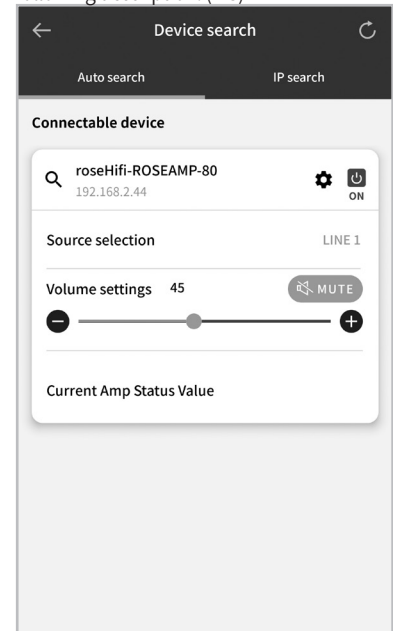 Device search
Auto search IP search
Connectable device
roseHifi-ROSEAMP-80
192.168.2.44
ON
Source selection LINE 1
Volume settings 45 MUTE
Current Amp Status Value